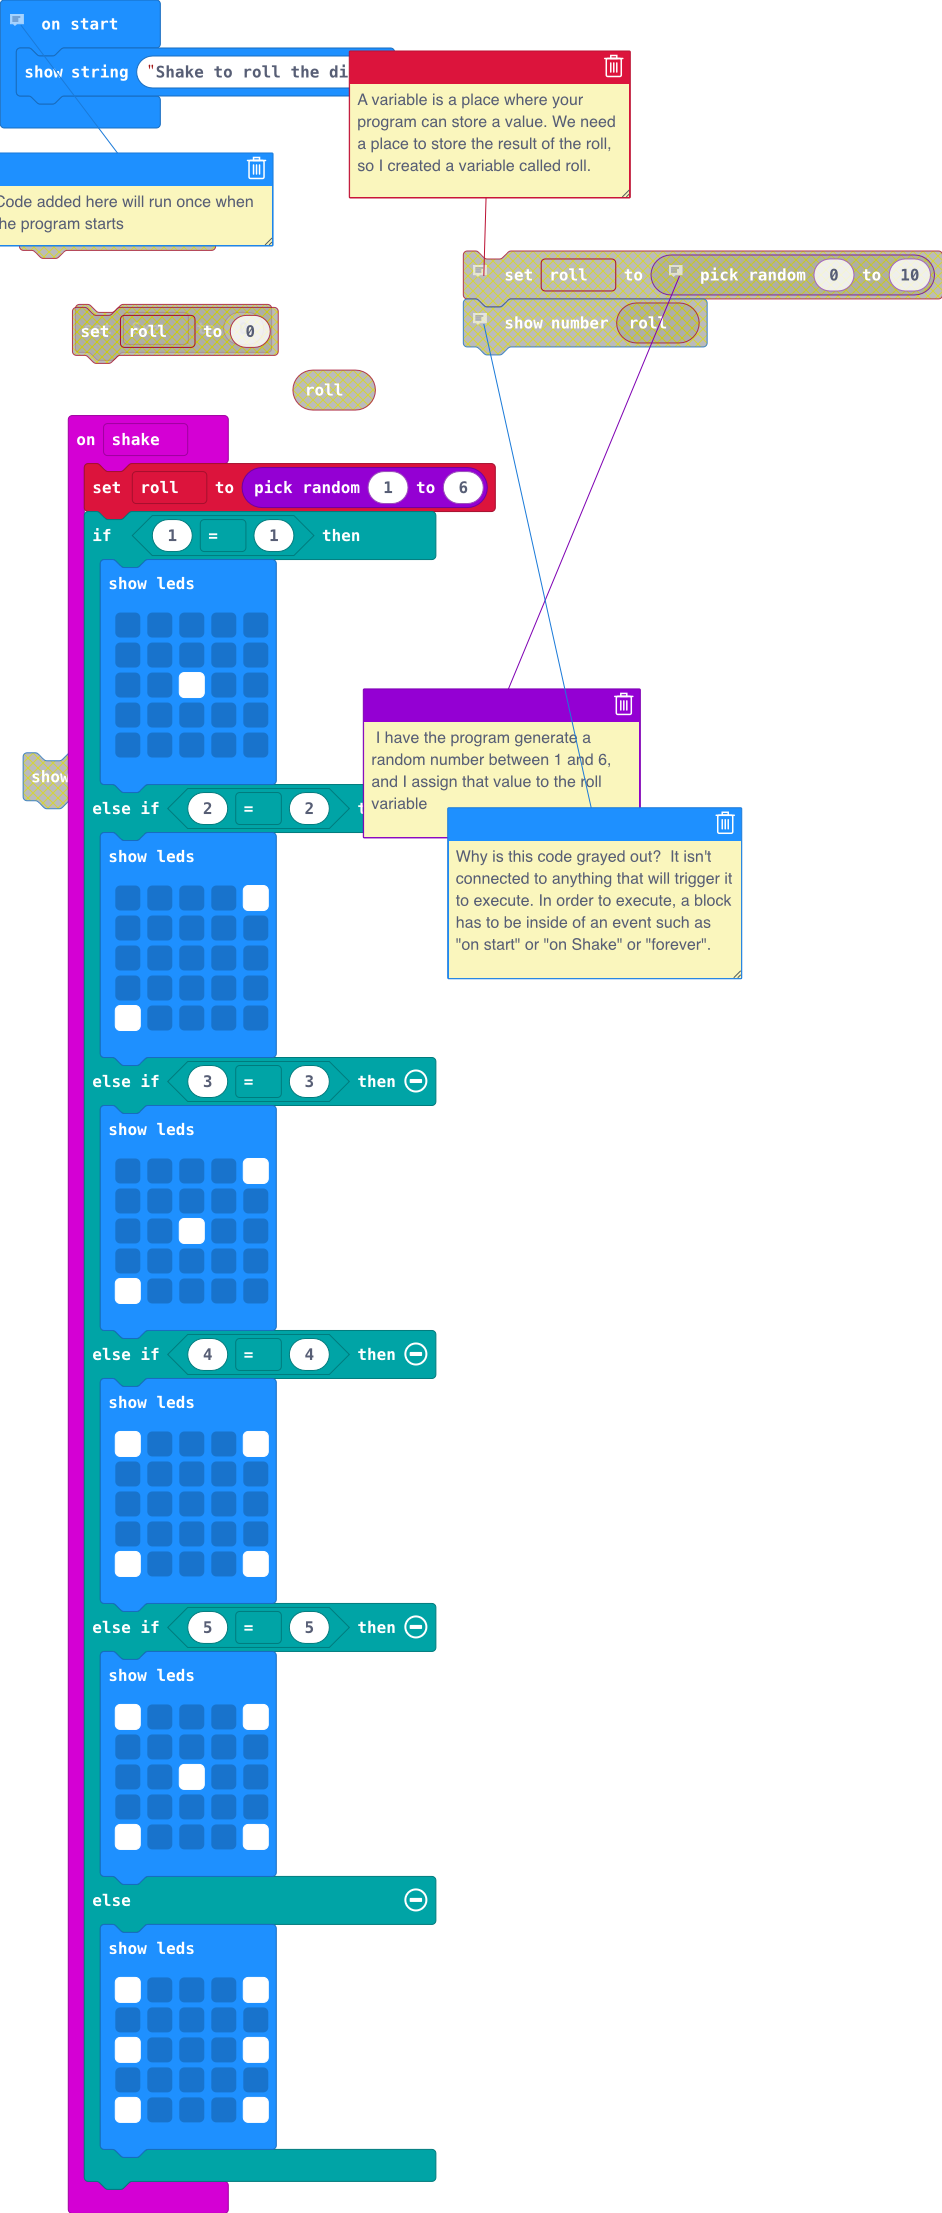 on start
show string "Shake to roll the di
A variable is a place where your
program can store a value. We need
a place to store the result of the roll,
so I created a variable called roll.
Code added here will run once when
the program starts
set roll to pick random 0 to 10
show number roll
set roll to 0
roll
on shake
set roll to pick random 1 to 6
if 1 = 1 then
show leds
I have the program generate a
random number between 1 and 6,
and I assign that value to the roll
variable
show
else if 2 = 2 t
Why is this code grayed out?  It isn't
connected to anything that will trigger it
to execute. In order to execute, a block
has to be inside of an event such as
"on start" or "on Shake" or "forever".
show leds
else if 3 = 3 then
show leds
else if 4 = 4 then
show leds
else if 5 = 5 then
show leds
else
show leds